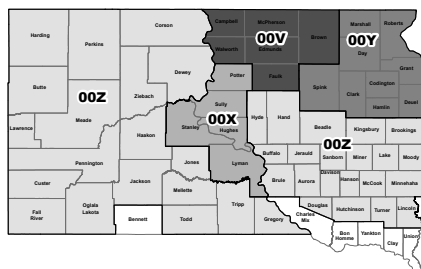 Harding
Perkins
Corson
Campbell
McPherson
Marshall
Roberts
00V
00Y
Walworth
Edmunds
Brown
Day
Dewey
Butte
Potter
Faulk
Spink
Grant
Codington
Clark
Hamlin
Deuel
00Z
Ziebach
Meade
Sully
00X
Stanley
Hughes
Hyde
Hand
Beadle
Kingsbury
Brookings
Lawrence
Haakon
00Z
Pennington
Jones
Lyman
Buffalo
Jerauld
Sanborn
Miner
Lake
Moody
Custer
Jackson
Mellette
Brule
Aurora
Davison
Hanson
McCook
Minnehaha
Fall
River
Oglala
Lakota
Bennett
Todd
Tripp
Gregory
Charles
Mix
Douglas
Hutchinson
Turner
Lincoln
Bon
Homme
Yankton
Clay
Union